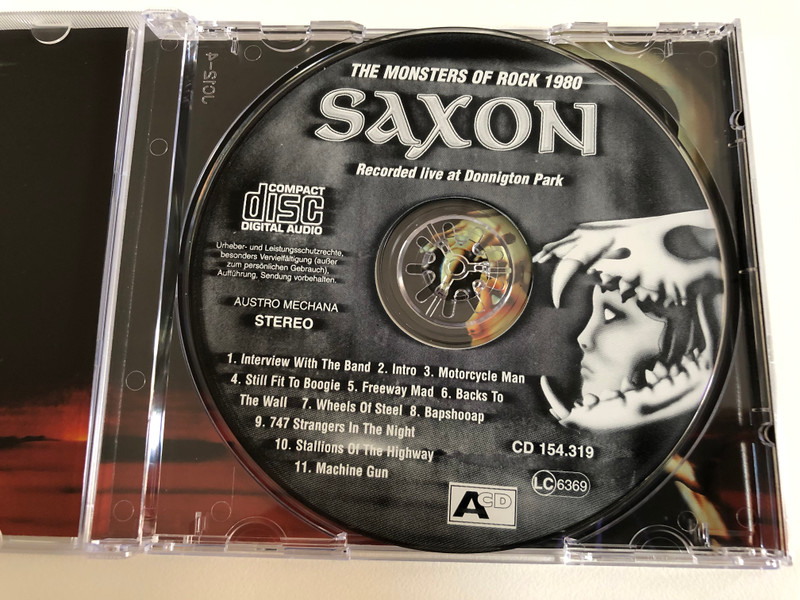 THE MONSTERS OF ROCK 1980
SAXON
Recorded live at Donnigton Park
COMPACT
disc
DIGITAL AUDIO
Urheber- und Leistungsschutzrechte,
besonders Vervielfältigung (außer
zum persönlichen Gebrauch),
Aufführung, Sendung vorbehalten.
AUSTRO MECHANA
STEREO
1. Interview With The Band 2. Intro 3. Motorcycle Man
4. Still Fit To Boogie 5. Freeway Mad 6. Backs To
The Wall 7. Wheels Of Steel 8. Bapshooap
9. 747 Strangers In The Night
10. Stallions Of The Highway
11. Machine Gun
CD 154.319
LC 6369
ACD